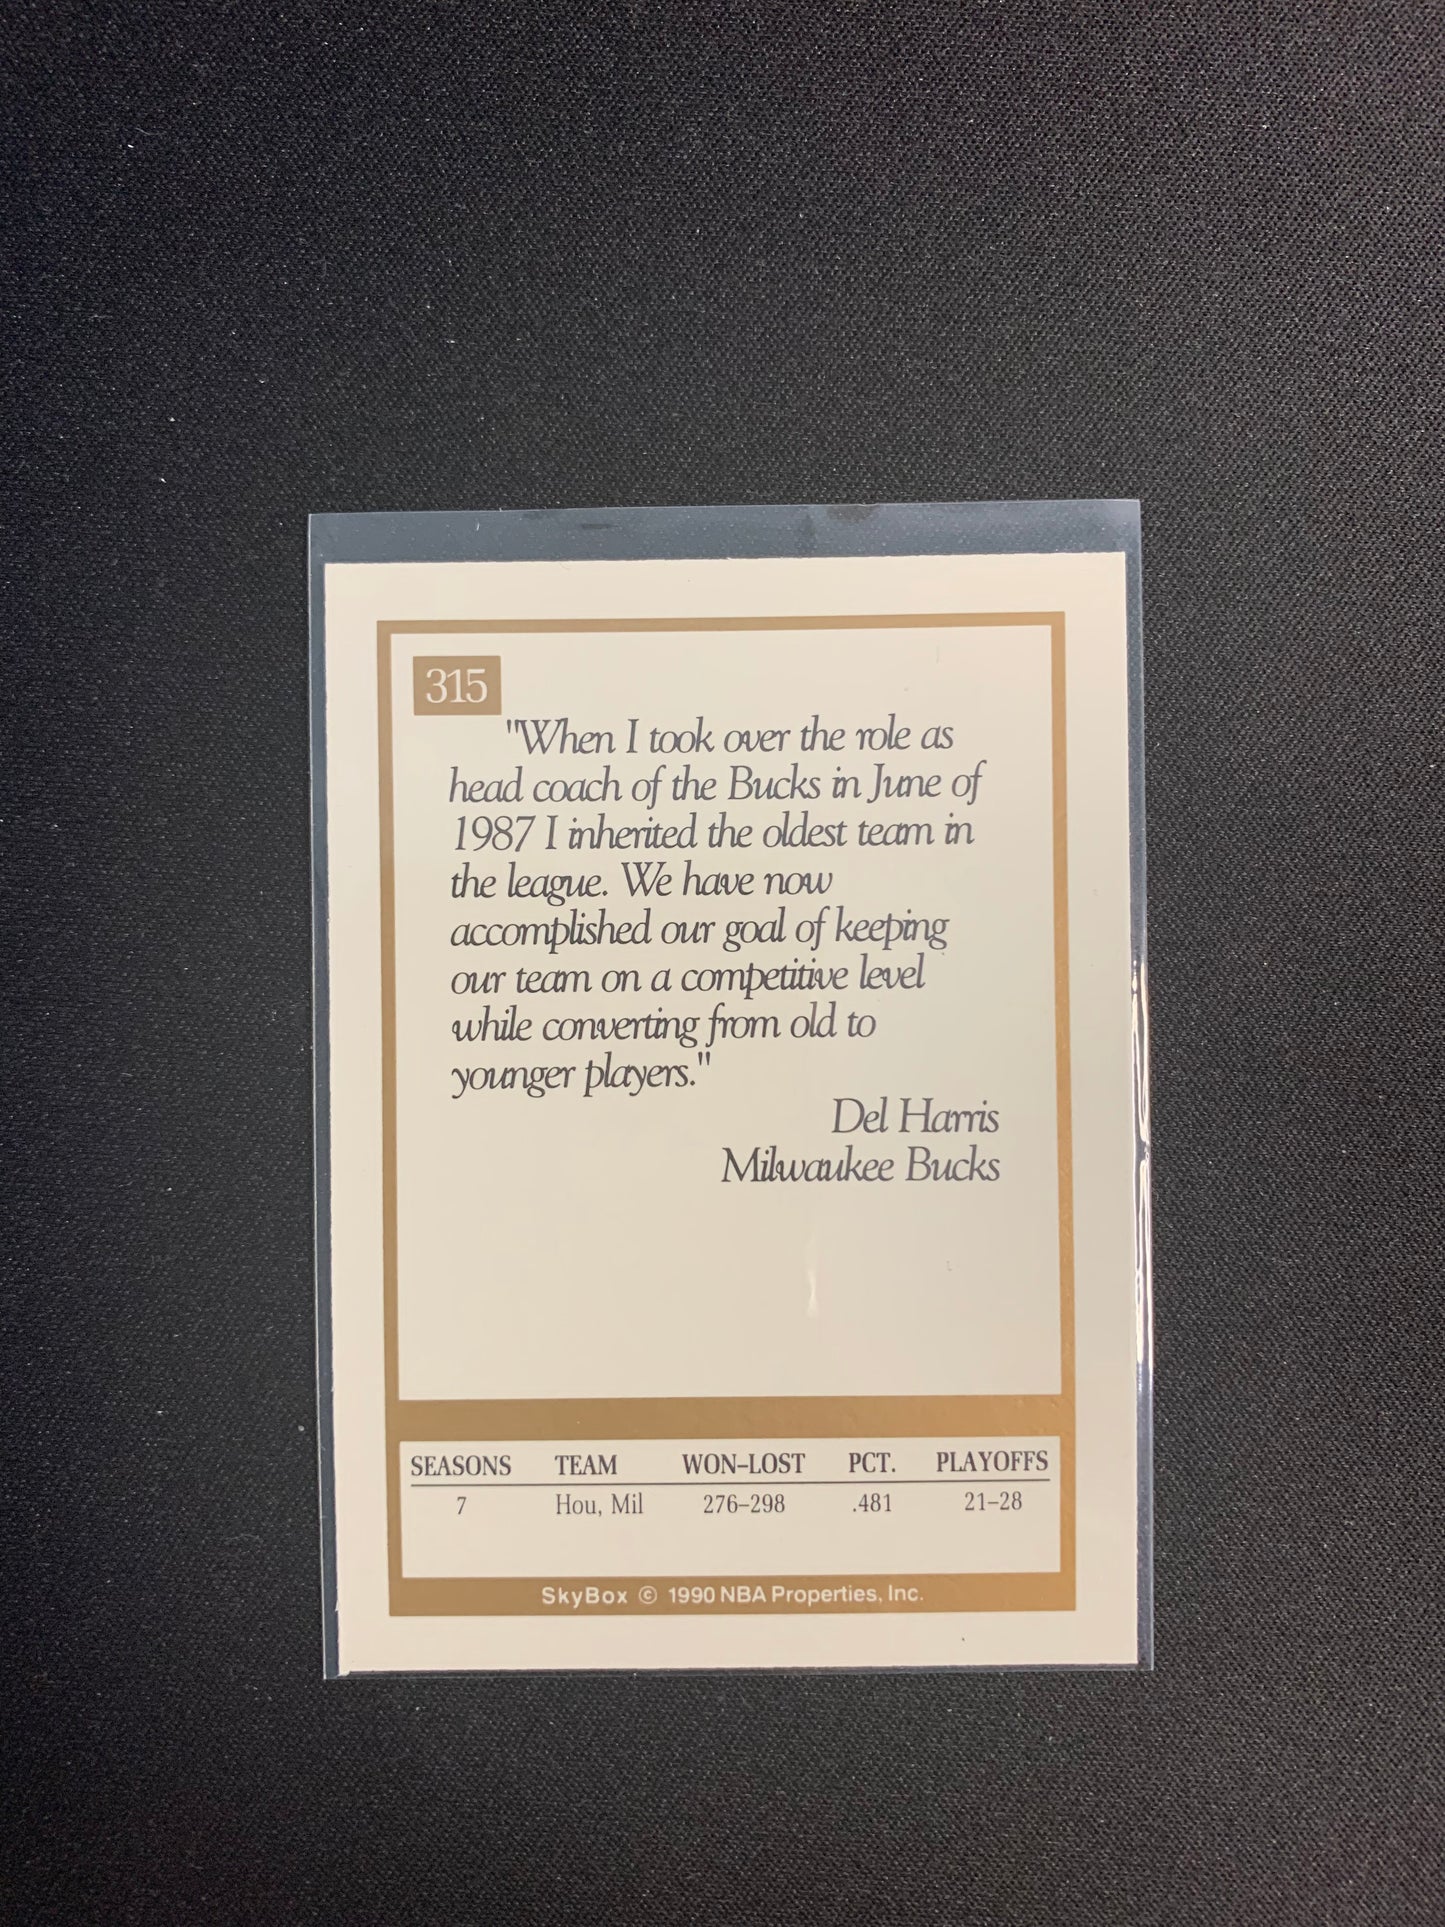 315
"When I took over the role as
head coach of the Bucks in June of
1987 I inherited the oldest team in
the league. We have now
accomplished our goal of keeping
our team on a competitive level
while converting from old to
younger players."
Del Harris
Milwaukee Bucks
SEASONS TEAM WON–LOST PCT. PLAYOFFS
7 Hou, Mil 276–298 .481 21–28
SkyBox © 1990 NBA Properties, Inc.